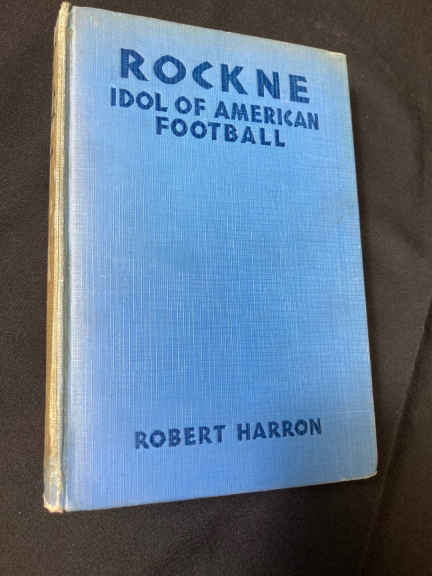 ROCKNE
IDOL OF AMERICAN
FOOTBALL
ROBERT HARRON